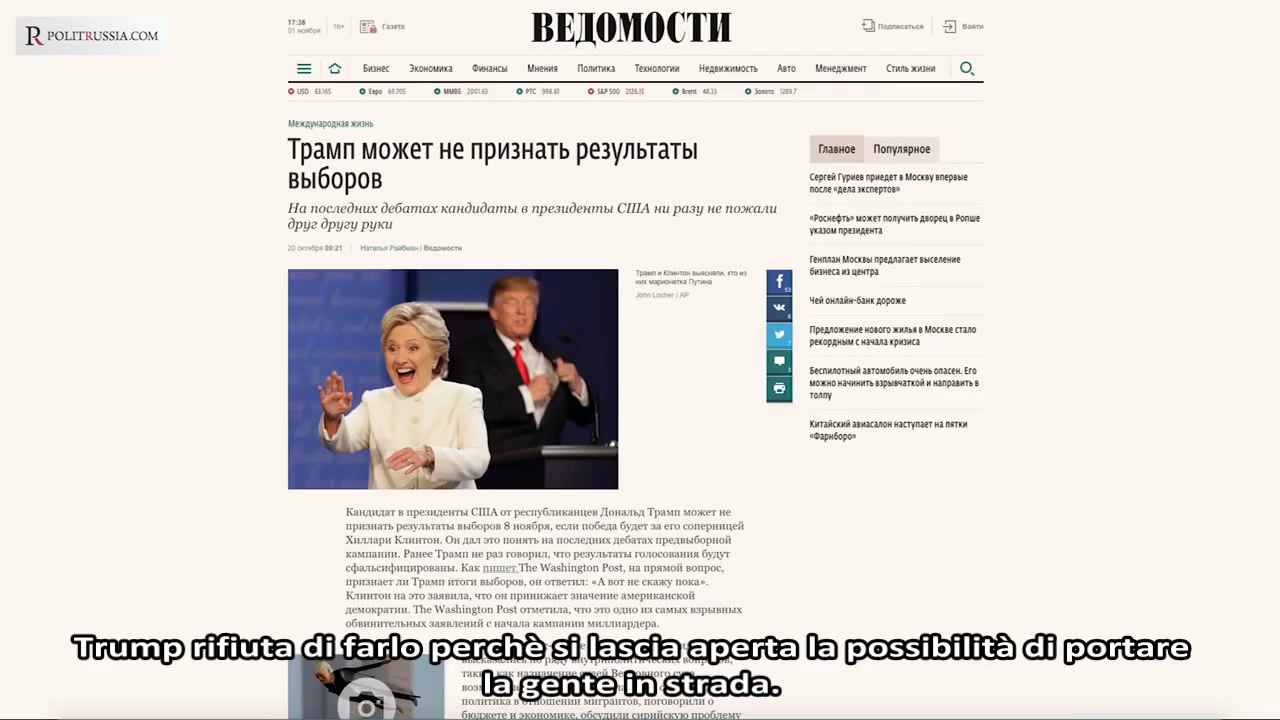 R POLITRUSSIA.COM
17:38
01 ноября
16+
Газета
ВЕДОМОСТИ
Подписаться
Войти
Бизнес Экономика Финансы Мнения Политика Технологии Недвижимость Авто Менеджмент Стиль жизни
USD 63.165 Евро 69.705 ММВБ 2001.63 РТС 998.61 S&P 500 2126.15 Brent 48.33 Золото 1289.7
Международная жизнь
Трамп может не признать результаты
выборов
На последних дебатах кандидаты в президенты США ни разу не пожали
друг другу руки
20 октября 09:21 Наталья Райбман / Ведомости
Трамп и Клинтон выясняли, кто из
них марионетка Путина
John Locher / AP
53
6
7
3
Главное Популярное
Сергей Гуриев приедет в Москву впервые
после «дела экспертов»
«Роснефть» может получить дворец в Ропше
указом президента
Генплан Москвы предлагает выселение
бизнеса из центра
Чей онлайн-банк дороже
Предложение нового жилья в Москве стало
рекордным с начала кризиса
Беспилотный автомобиль очень опасен. Его
можно начинить взрывчаткой и направить в
толпу
Китайский авиасалон наступает на пятки
«Фарнборо»
Кандидат в президенты США от республиканцев Дональд Трамп может не
признать результаты выборов 8 ноября, если победа будет за его соперницей
Хиллари Клинтон. Он дал это понять на последних дебатах предвыборной
кампании. Ранее Трамп не раз говорил, что результаты голосования будут
сфальсифицированы. Как пишет The Washington Post, на прямой вопрос,
признает ли Трамп итоги выборов, он ответил: «А вот не скажу пока».
Клинтон на это заявила, что он принижает значение американской
демократии. The Washington Post отметила, что это одно из самых взрывных
обвинительных заявлений с начала кампании миллиардера.
политика в отношении мигрантов, поговорили о
бюджете и экономике, обсудили сирийскую проблему
Trump rifiuta di farlo perchè si lascia aperta la possibilità di portare
la gente in strada.